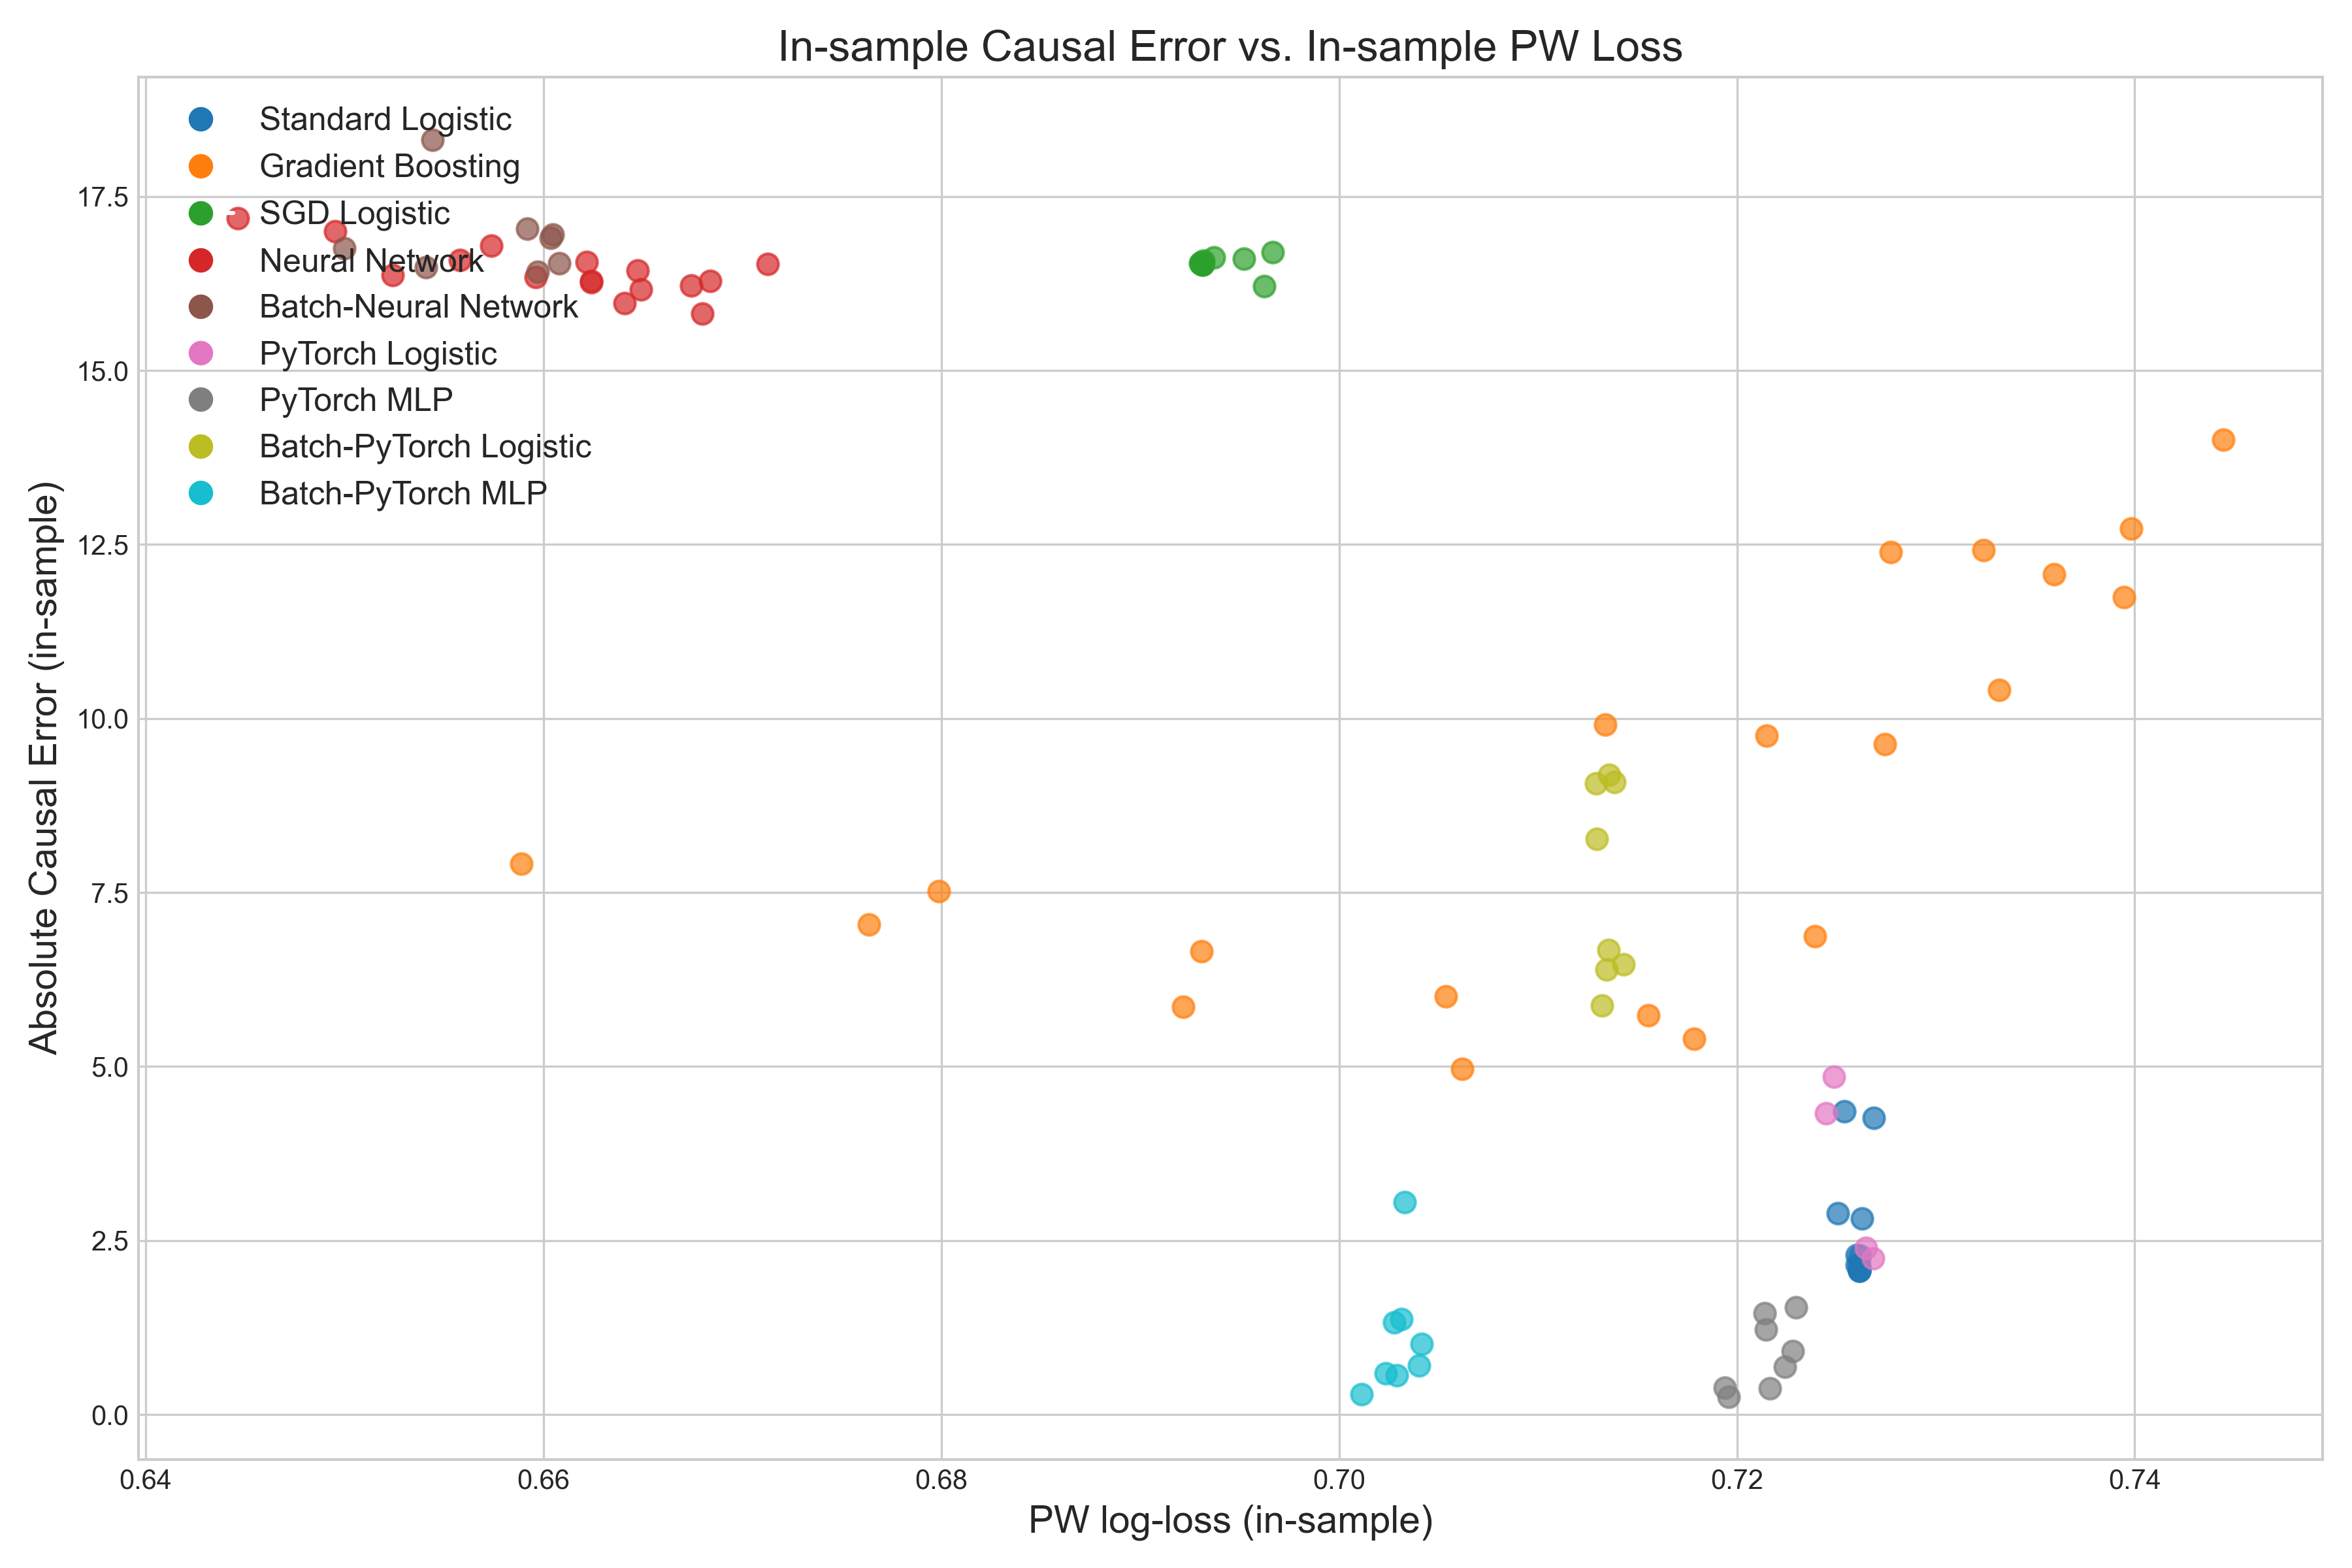 In-sample Causal Error vs. In-sample PW Loss
Standard Logistic
Gradient Boosting
SGD Logistic
Neural Network
Batch-Neural Network
PyTorch Logistic
PyTorch MLP
Batch-PyTorch Logistic
Batch-PyTorch MLP
Absolute Causal Error (in-sample)
17.5
15.0
12.5
10.0
7.5
5.0
2.5
0.0
0.64
0.66
0.68
0.70
0.72
0.74
PW log-loss (in-sample)